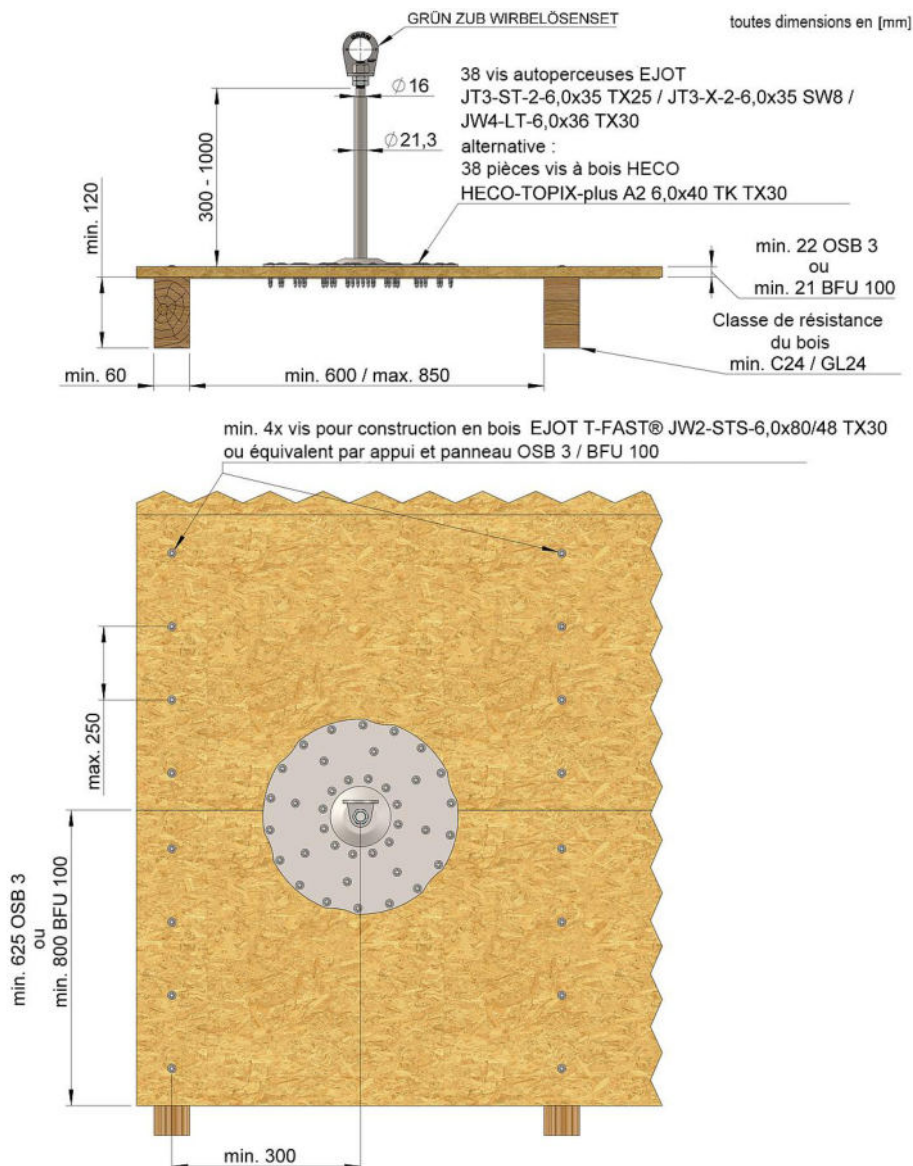 GRÜN ZUB WIRBELÖSENSET
toutes dimensions en [mm]
38 vis autoperceuses EJOT
JT3-ST-2-6,0x35 TX25 / JT3-X-2-6,0x35 SW8 /
JW4-LT-6,0x36 TX30
alternative :
38 pièces vis à bois HECO
HECO-TOPIX-plus A2 6,0x40 TK TX30
∅16
∅21,3
300 - 1000
min. 120
min. 22 OSB 3
ou
min. 21 BFU 100
Classe de résistance
du bois
min. C24 / GL24
min. 60
min. 600 / max. 850
min. 4x vis pour construction en bois EJOT T-FAST® JW2-STS-6,0x80/48 TX30
ou équivalent par appui et panneau OSB 3 / BFU 100
max. 250
min. 625 OSB 3
ou
min. 800 BFU 100
min. 300